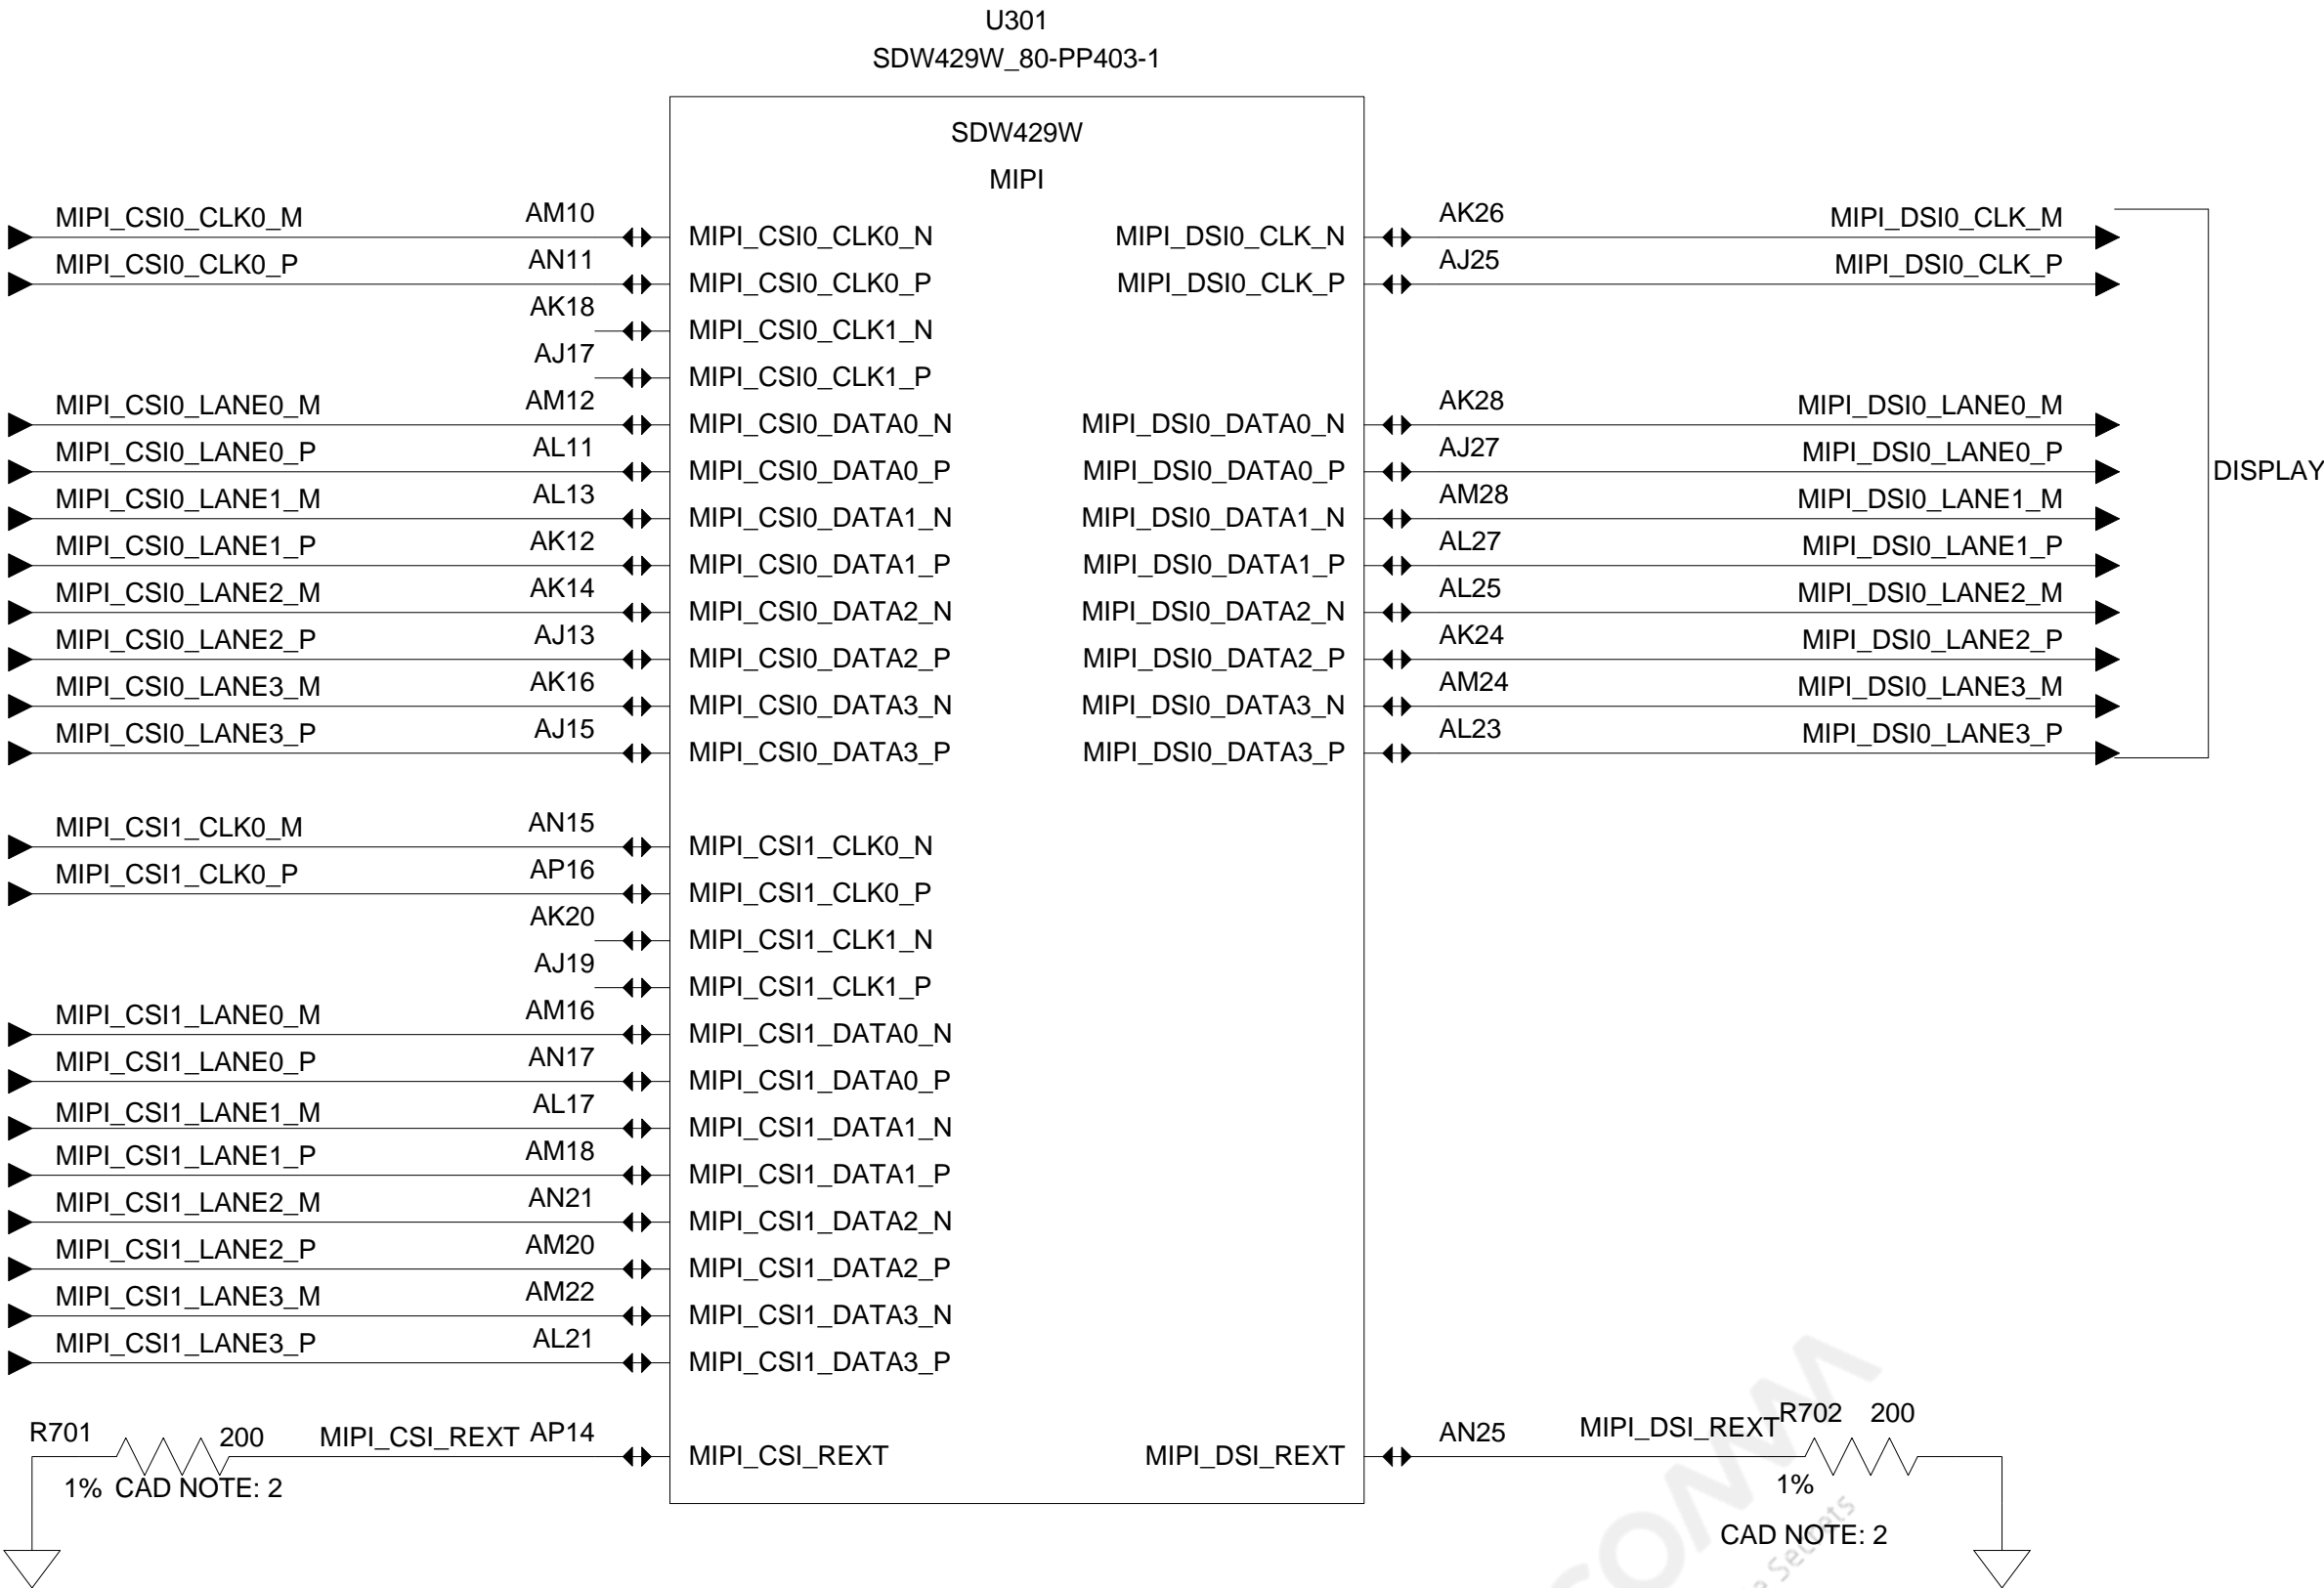 U301
SDW429W_80-PP403-1
SDW429W
MIPI
MIPI_CSI0_CLK0_M AM10 MIPI_CSI0_CLK0_N MIPI_DSI0_CLK_N AK26 MIPI_DSI0_CLK_M
MIPI_CSI0_CLK0_P AN11 MIPI_CSI0_CLK0_P MIPI_DSI0_CLK_P AJ25 MIPI_DSI0_CLK_P
AK18 MIPI_CSI0_CLK1_N
AJ17 MIPI_CSI0_CLK1_P
MIPI_CSI0_LANE0_M AM12 MIPI_CSI0_DATA0_N MIPI_DSI0_DATA0_N AK28 MIPI_DSI0_LANE0_M
MIPI_CSI0_LANE0_P AL11 MIPI_CSI0_DATA0_P MIPI_DSI0_DATA0_P AJ27 MIPI_DSI0_LANE0_P DISPLAY
MIPI_CSI0_LANE1_M AL13 MIPI_CSI0_DATA1_N MIPI_DSI0_DATA1_N AM28 MIPI_DSI0_LANE1_M
MIPI_CSI0_LANE1_P AK12 MIPI_CSI0_DATA1_P MIPI_DSI0_DATA1_P AL27 MIPI_DSI0_LANE1_P
MIPI_CSI0_LANE2_M AK14 MIPI_CSI0_DATA2_N MIPI_DSI0_DATA2_N AL25 MIPI_DSI0_LANE2_M
MIPI_CSI0_LANE2_P AJ13 MIPI_CSI0_DATA2_P MIPI_DSI0_DATA2_P AK24 MIPI_DSI0_LANE2_P
MIPI_CSI0_LANE3_M AK16 MIPI_CSI0_DATA3_N MIPI_DSI0_DATA3_N AM24 MIPI_DSI0_LANE3_M
MIPI_CSI0_LANE3_P AJ15 MIPI_CSI0_DATA3_P MIPI_DSI0_DATA3_P AL23 MIPI_DSI0_LANE3_P
MIPI_CSI1_CLK0_M AN15 MIPI_CSI1_CLK0_N
MIPI_CSI1_CLK0_P AP16 MIPI_CSI1_CLK0_P
AK20 MIPI_CSI1_CLK1_N
AJ19 MIPI_CSI1_CLK1_P
MIPI_CSI1_LANE0_M AM16 MIPI_CSI1_DATA0_N
MIPI_CSI1_LANE0_P AN17 MIPI_CSI1_DATA0_P
MIPI_CSI1_LANE1_M AL17 MIPI_CSI1_DATA1_N
MIPI_CSI1_LANE1_P AM18 MIPI_CSI1_DATA1_P
MIPI_CSI1_LANE2_M AN21 MIPI_CSI1_DATA2_N
MIPI_CSI1_LANE2_P AM20 MIPI_CSI1_DATA2_P
MIPI_CSI1_LANE3_M AM22 MIPI_CSI1_DATA3_N
MIPI_CSI1_LANE3_P AL21 MIPI_CSI1_DATA3_P
R701 200 MIPI_CSI_REXT AP14 MIPI_CSI_REXT MIPI_DSI_REXT AN25 MIPI_DSI_REXT R702 200
1% CAD NOTE: 2 1%
CAD NOTE: 2